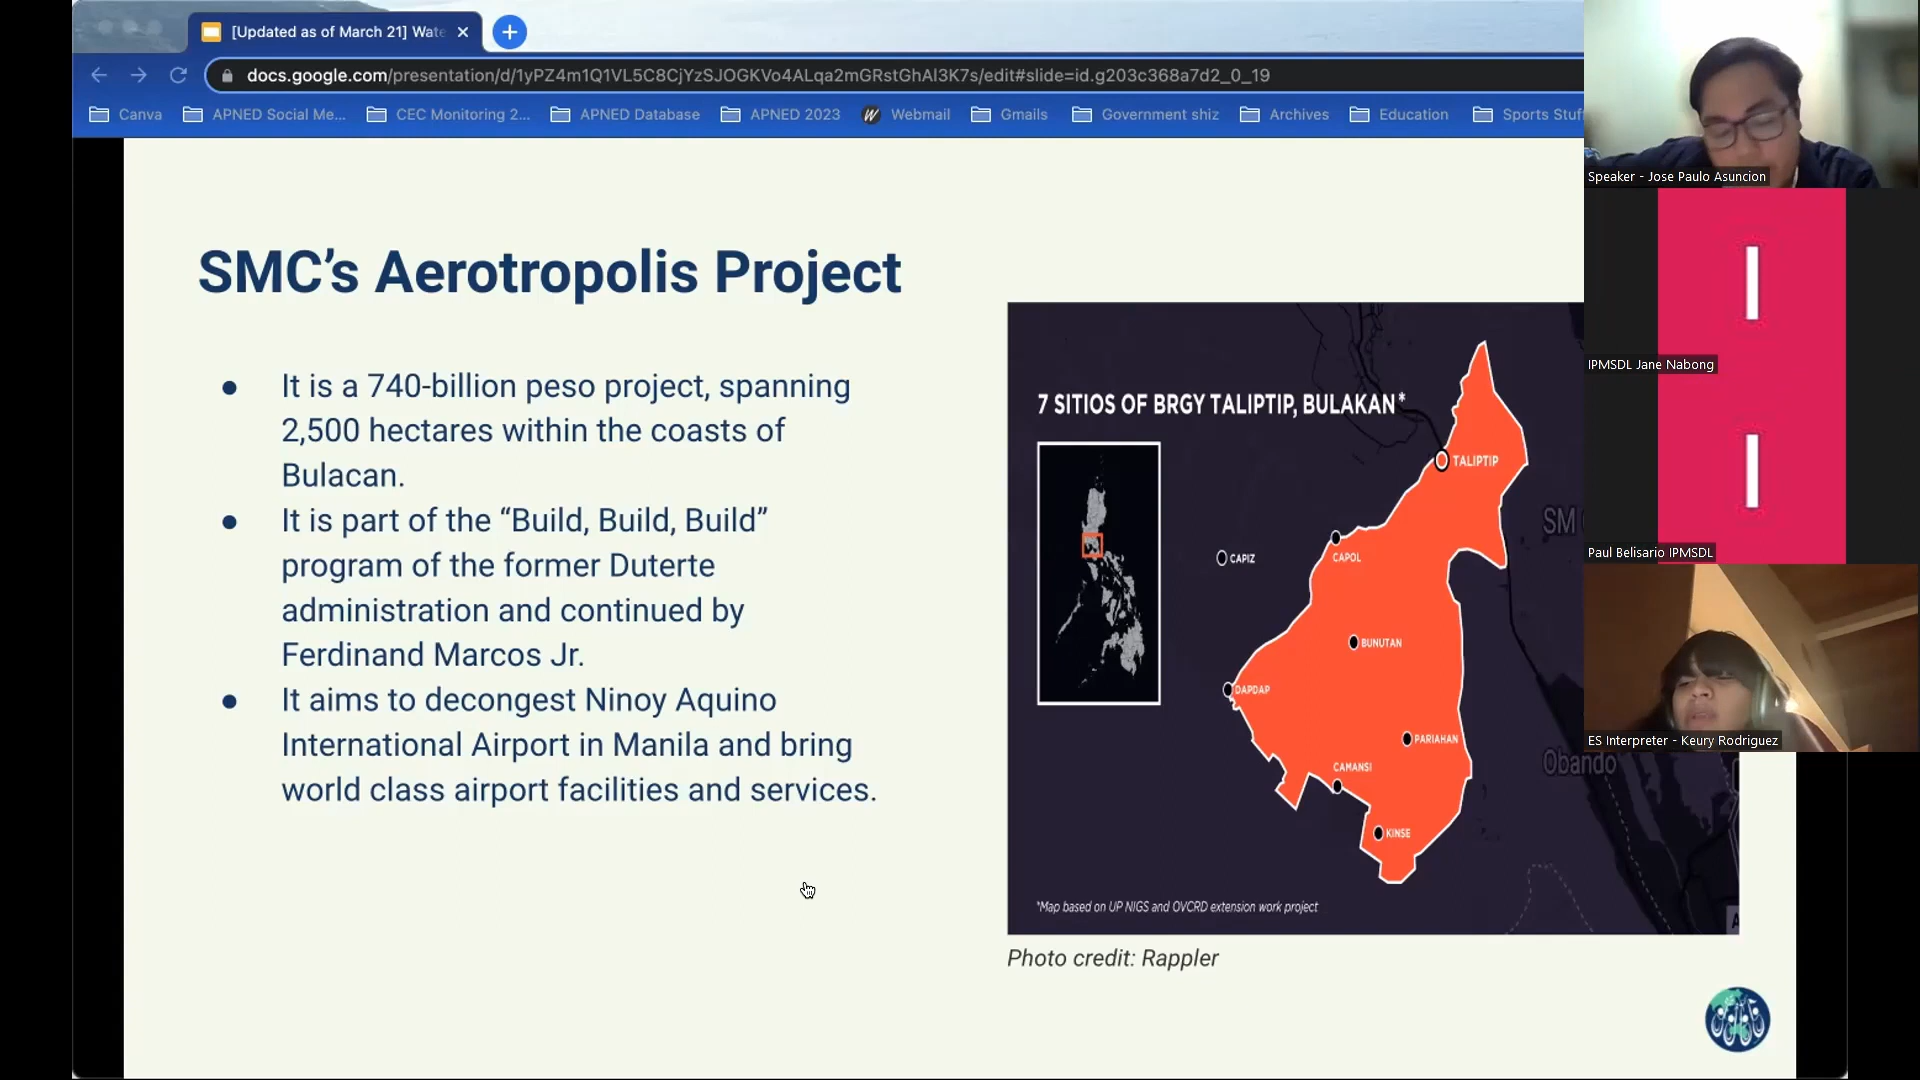 [Updated as of March 21] Wate
docs.google.com/presentation/d/1yPZ4m1Q1VL5C8CjYzSJOGKVo4ALqa2mGRstGhAl3K7s/edit#slide=id.g203c368a7d2_0_19
Canva
APNED Social Me...
CEC Monitoring 2...
APNED Database
APNED 2023
Webmail
Gmails
Government shiz
Archives
Education
Sports Stuff
SMC’s Aerotropolis Project
● It is a 740-billion peso project, spanning
2,500 hectares within the coasts of
Bulacan.
● It is part of the “Build, Build, Build”
program of the former Duterte
administration and continued by
Ferdinand Marcos Jr.
● It aims to decongest Ninoy Aquino
International Airport in Manila and bring
world class airport facilities and services.
7 SITIOS OF BRGY TALIPTIP, BULAKAN*
TALIPTIP
SM
CAPIZ
CAPOL
BUNUTAN
DAPDAP
PARIAHAN
CAMANSI
Obando
KINSE
*Map based on UP NIGS and OVCRD extension work project
Photo credit: Rappler
Speaker - Jose Paulo Asuncion
I
IPMSDL Jane Nabong
I
Paul Belisario IPMSDL
ES Interpreter - Keury Rodriguez